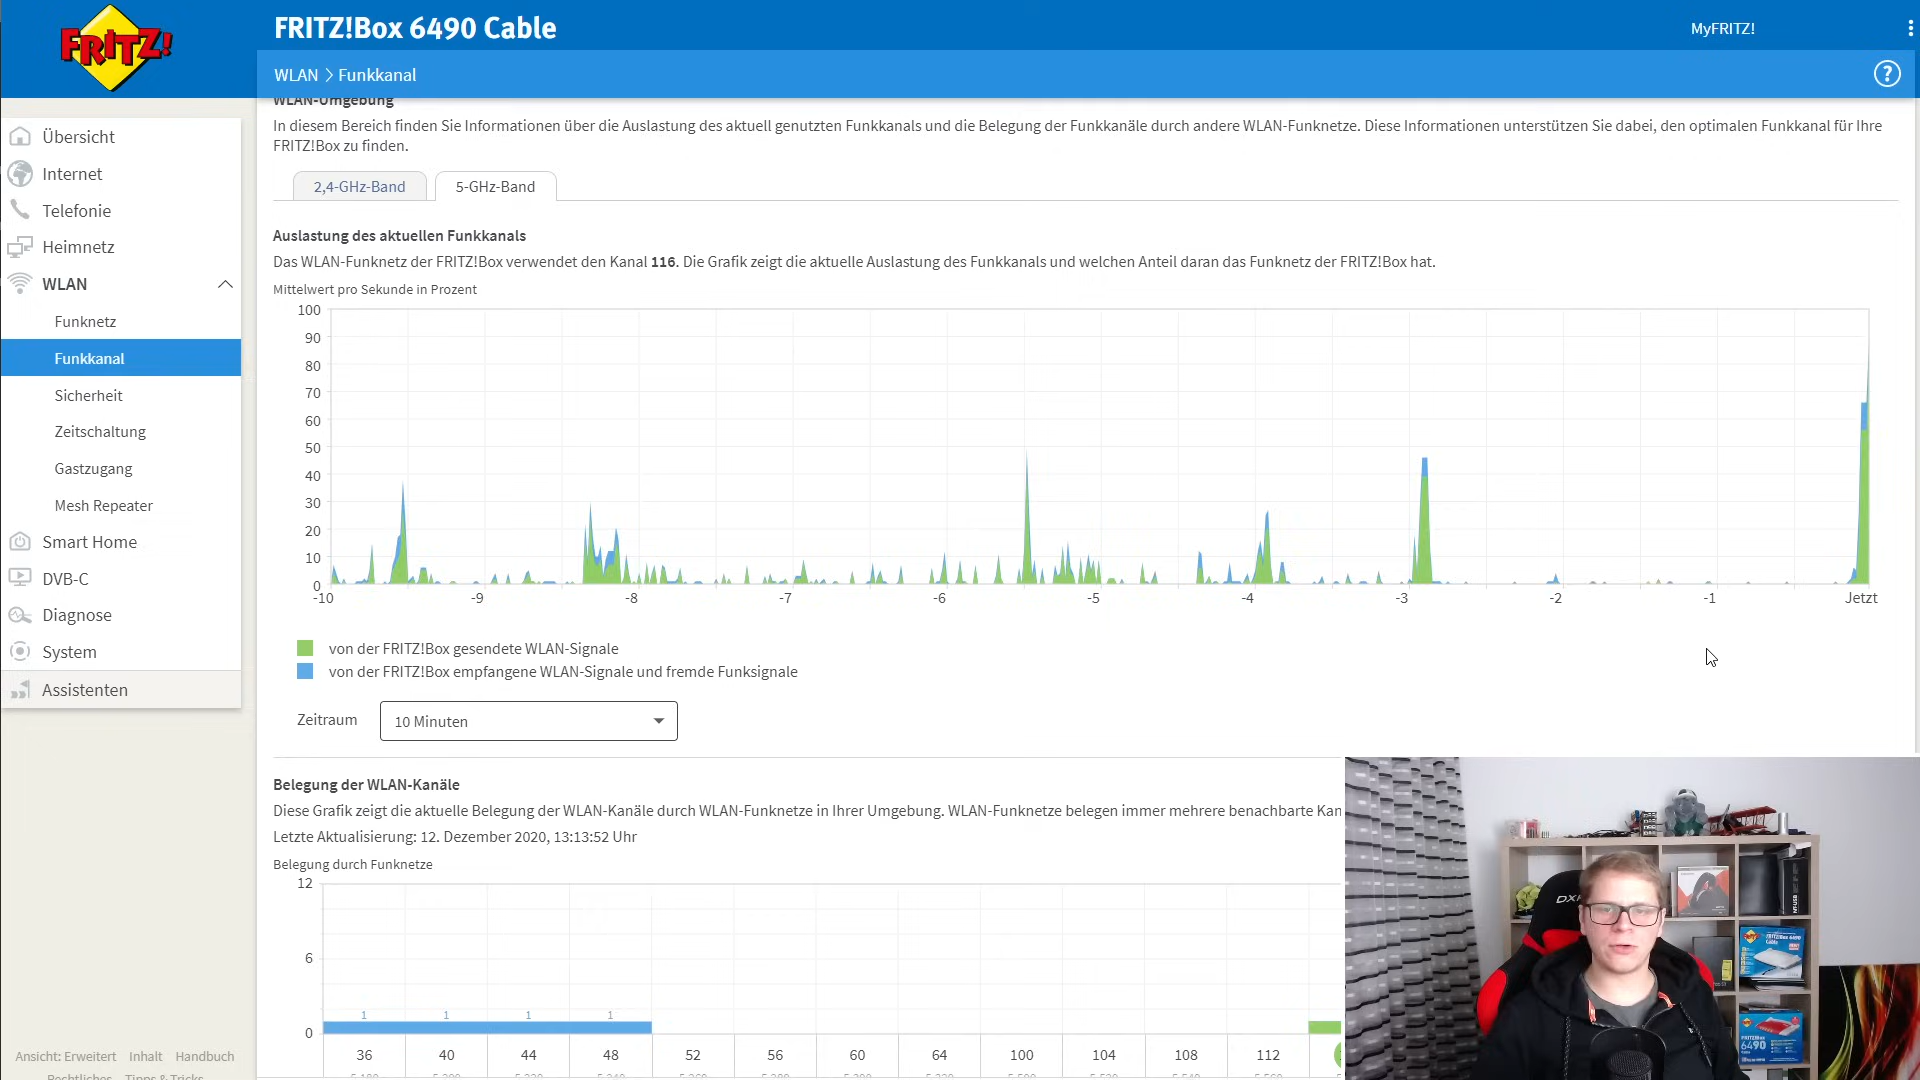 FRITZ!
FRITZ!Box 6490 Cable
MyFRITZ!
WLAN > Funkkanal
?
Übersicht
Internet
Telefonie
Heimnetz
WLAN
Funknetz
Funkkanal
Sicherheit
Zeitschaltung
Gastzugang
Mesh Repeater
Smart Home
DVB-C
Diagnose
System
Assistenten
Ansicht: Erweitert Inhalt Handbuch
Rechtliches Tipps & Tricks
WLAN-Umgebung
In diesem Bereich finden Sie Informationen über die Auslastung des aktuell genutzten Funkkanals und die Belegung der Funkkanäle durch andere WLAN-Funknetze. Diese Informationen unterstützen Sie dabei, den optimalen Funkkanal für Ihre
FRITZ!Box zu finden.
2,4-GHz-Band 5-GHz-Band
Auslastung des aktuellen Funkkanals
Das WLAN-Funknetz der FRITZ!Box verwendet den Kanal 116. Die Grafik zeigt die aktuelle Auslastung des Funkkanals und welchen Anteil daran das Funknetz der FRITZ!Box hat.
Mittelwert pro Sekunde in Prozent
100
90
80
70
60
50
40
30
20
10
0
-10 -9 -8 -7 -6 -5 -4 -3 -2 -1 Jetzt
von der FRITZ!Box gesendete WLAN-Signale
von der FRITZ!Box empfangene WLAN-Signale und fremde Funksignale
Zeitraum 10 Minuten
Belegung der WLAN-Kanäle
Diese Grafik zeigt die aktuelle Belegung der WLAN-Kanäle durch WLAN-Funknetze in Ihrer Umgebung. WLAN-Funknetze belegen immer mehrere benachbarte Kan
Letzte Aktualisierung: 12. Dezember 2020, 13:13:52 Uhr
Belegung durch Funknetze
12
6
0
1 1 1 1
36 40 44 48 52 56 60 64 100 104 108 112
DX
FRITZ!Box 6490
Cable
FRITZ!Box
6490